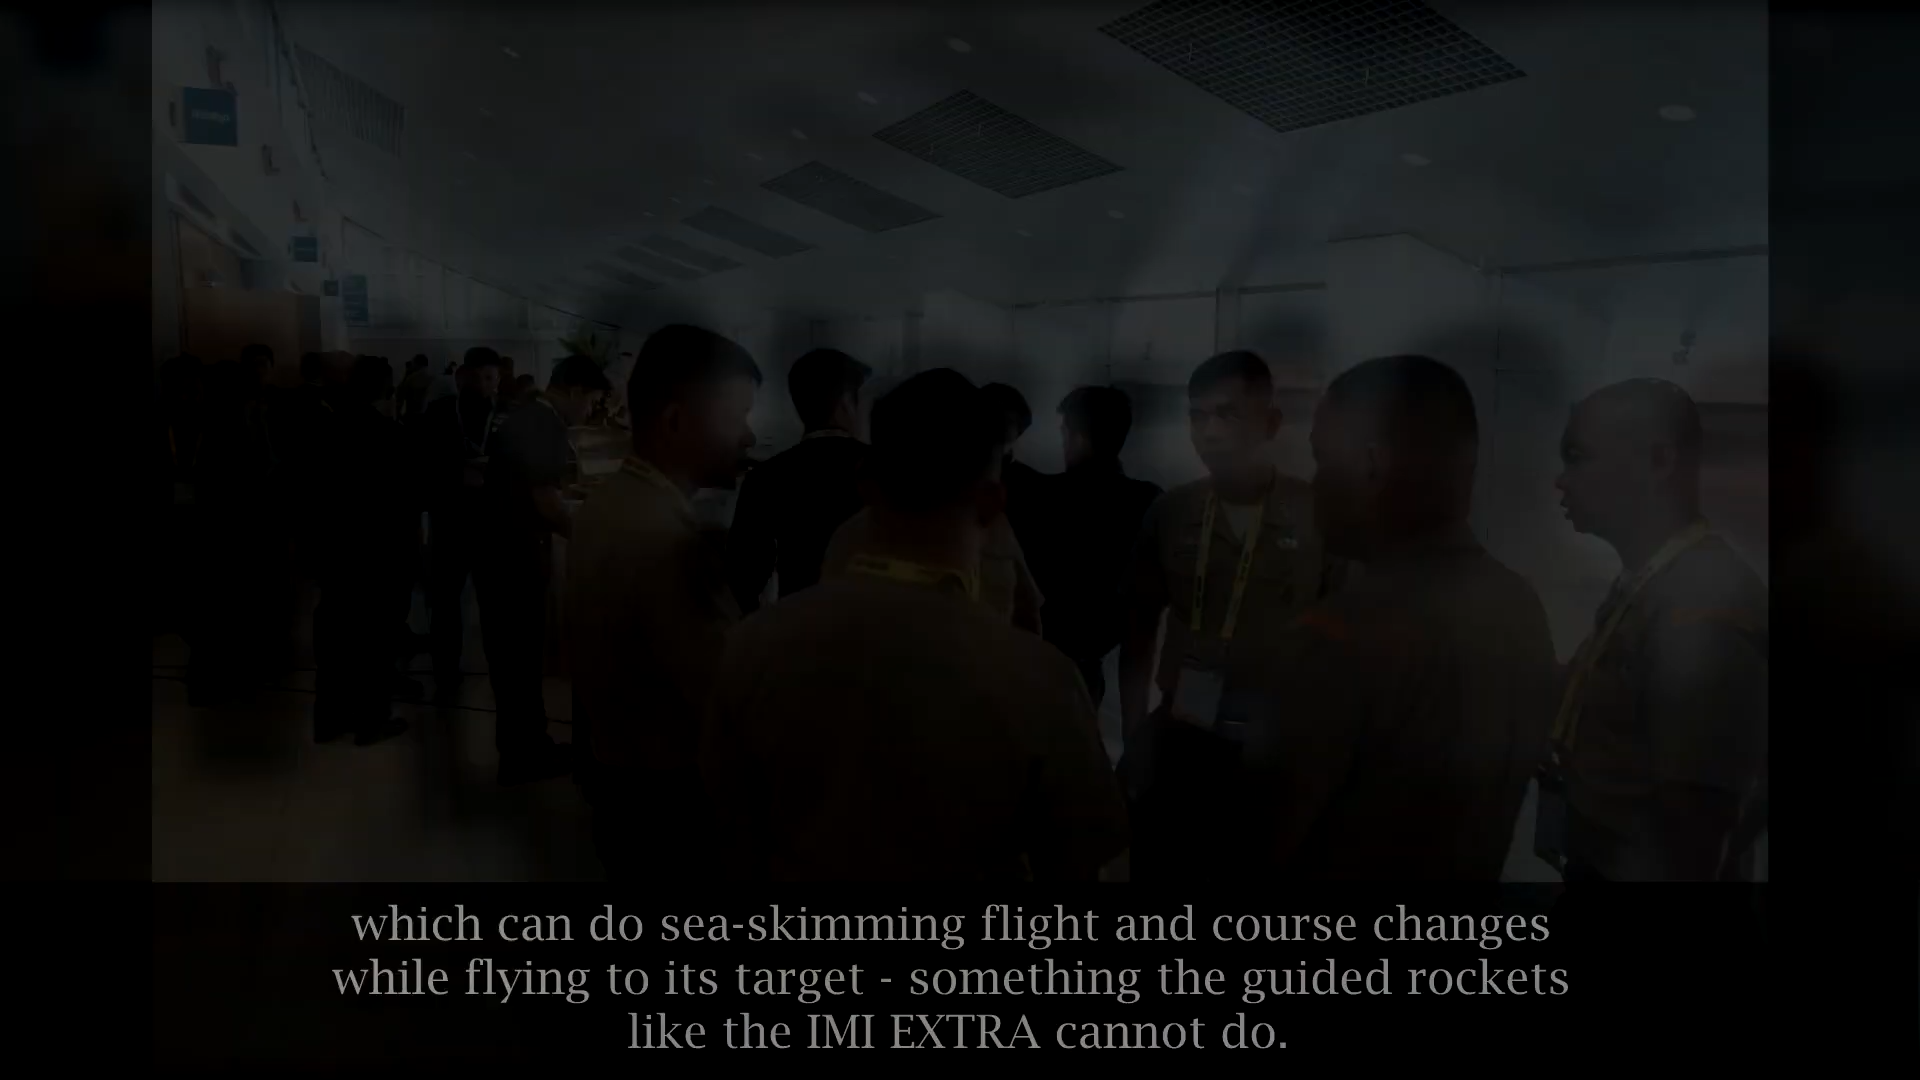 which can do sea-skimming flight and course changes
while flying to its target - something the guided rockets
like the IMI EXTRA cannot do.